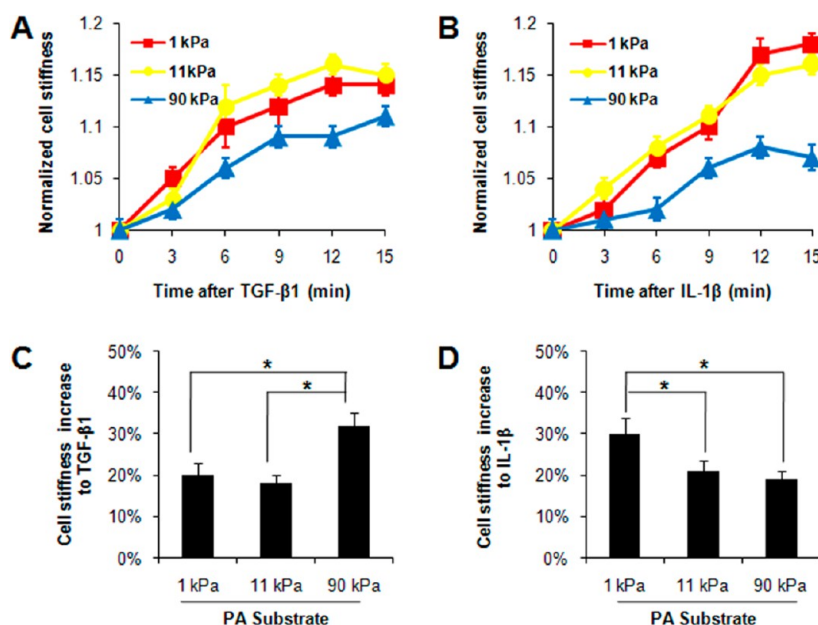 A
Normalized cell stiffness
1.2
1.15
1.1
1.05
1
1 kPa
11kPa
90 kPa
0 3 6 9 12 15
Time after TGF-β1 (min)
B
Normalized cell stiffness
1.2
1.15
1.1
1.05
1
1 kPa
11 kPa
90 kPa
0 3 6 9 12 15
Time after IL-1β (min)
C
Cell stiffness increase
to TGF-β1
50%
40%
30%
20%
10%
0%
*
*
1 kPa 11 kPa 90 kPa
PA Substrate
D
Cell stiffness increase
to IL-1β
50%
40%
30%
20%
10%
0%
*
*
1 kPa 11 kPa 90 kPa
PA Substrate